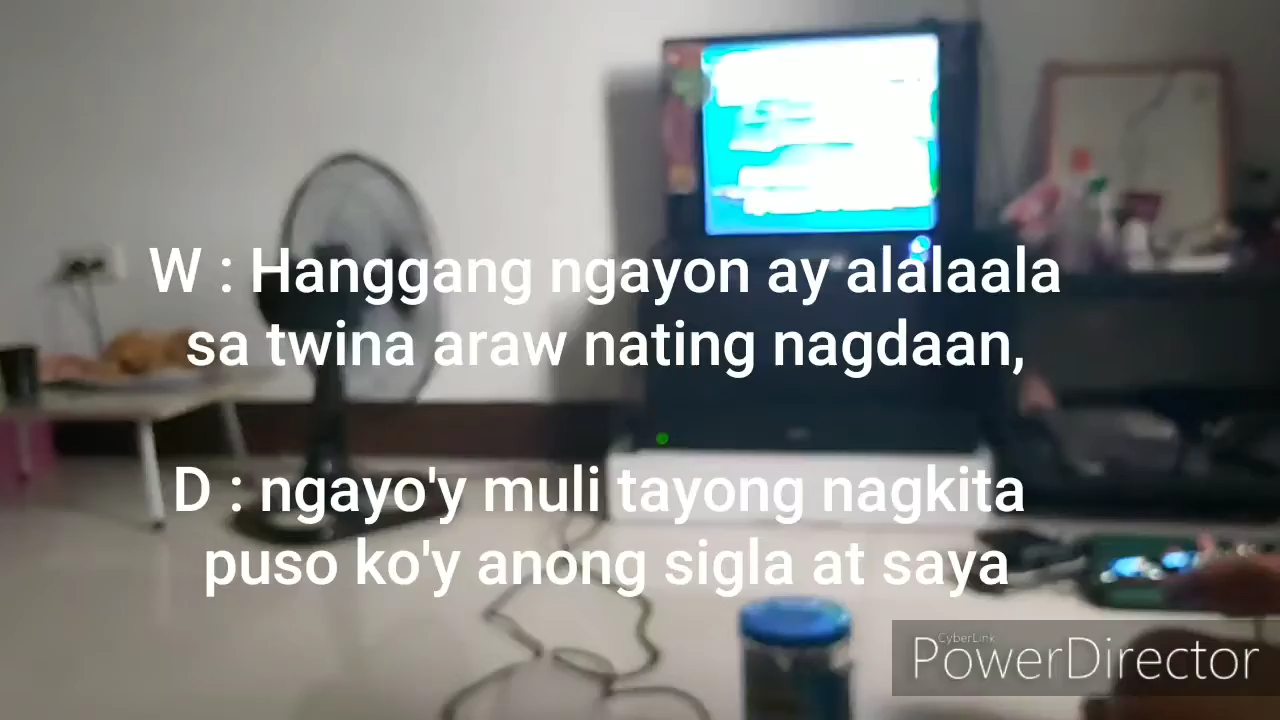 W : Hanggang ngayon ay alalaala
sa twina araw nating nagdaan,
D : ngayo'y muli tayong nagkita
puso ko'y anong sigla at saya
CyberLink
PowerDirector